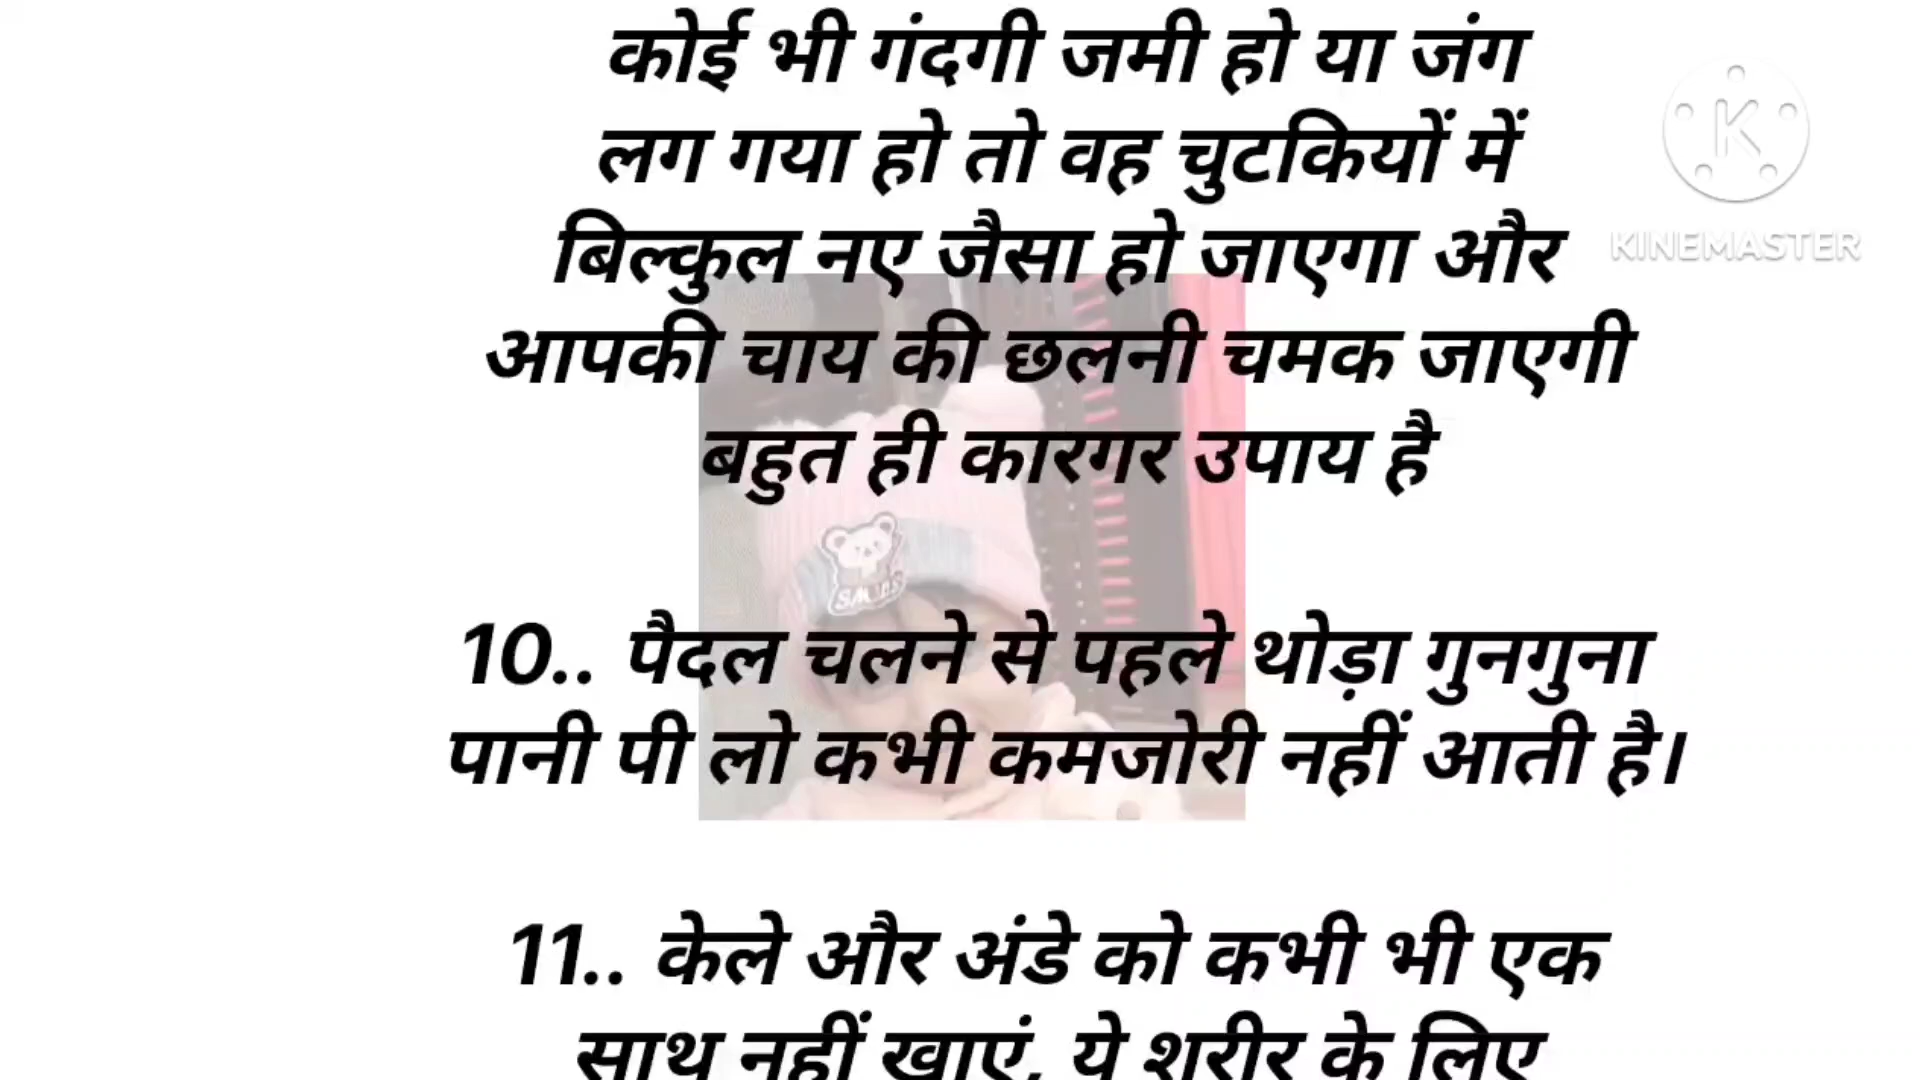 कोई भी गंदगी जमी हो या जंग
लग गया हो तो वह चुटकियों में
बिल्कुल नए जैसा हो जाएगा और
आपकी चाय की छलनी चमक जाएगी
बहुत ही कारगर उपाय है
10.. पैदल चलने से पहले थोड़ा गुनगुना
पानी पी लो कभी कमजोरी नहीं आती है।
11.. केले और अंडे को कभी भी एक
साथ नहीं खाएं, ये शरीर के लिए
K
KINEMASTER